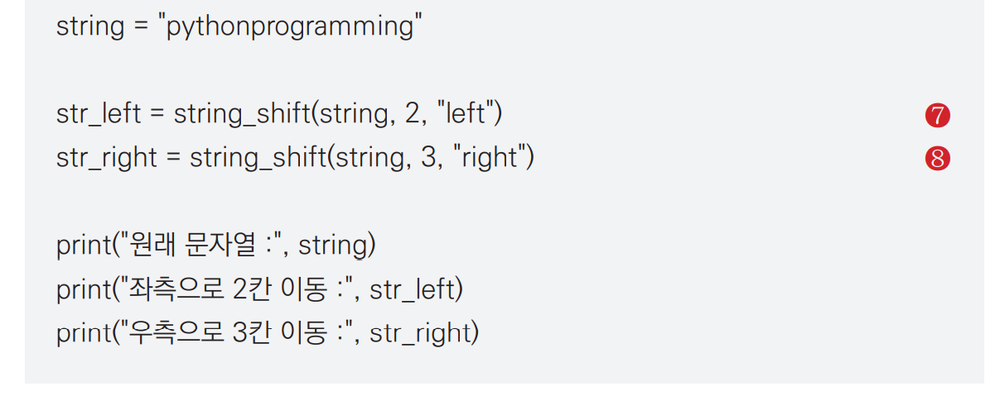 string = "pythonprogramming"
str_left = string_shift(string, 2, "left") ❼
str_right = string_shift(string, 3, "right") ❽
print("원래 문자열 :", string)
print("좌측으로 2칸 이동 :", str_left)
print("우측으로 3칸 이동 :", str_right)